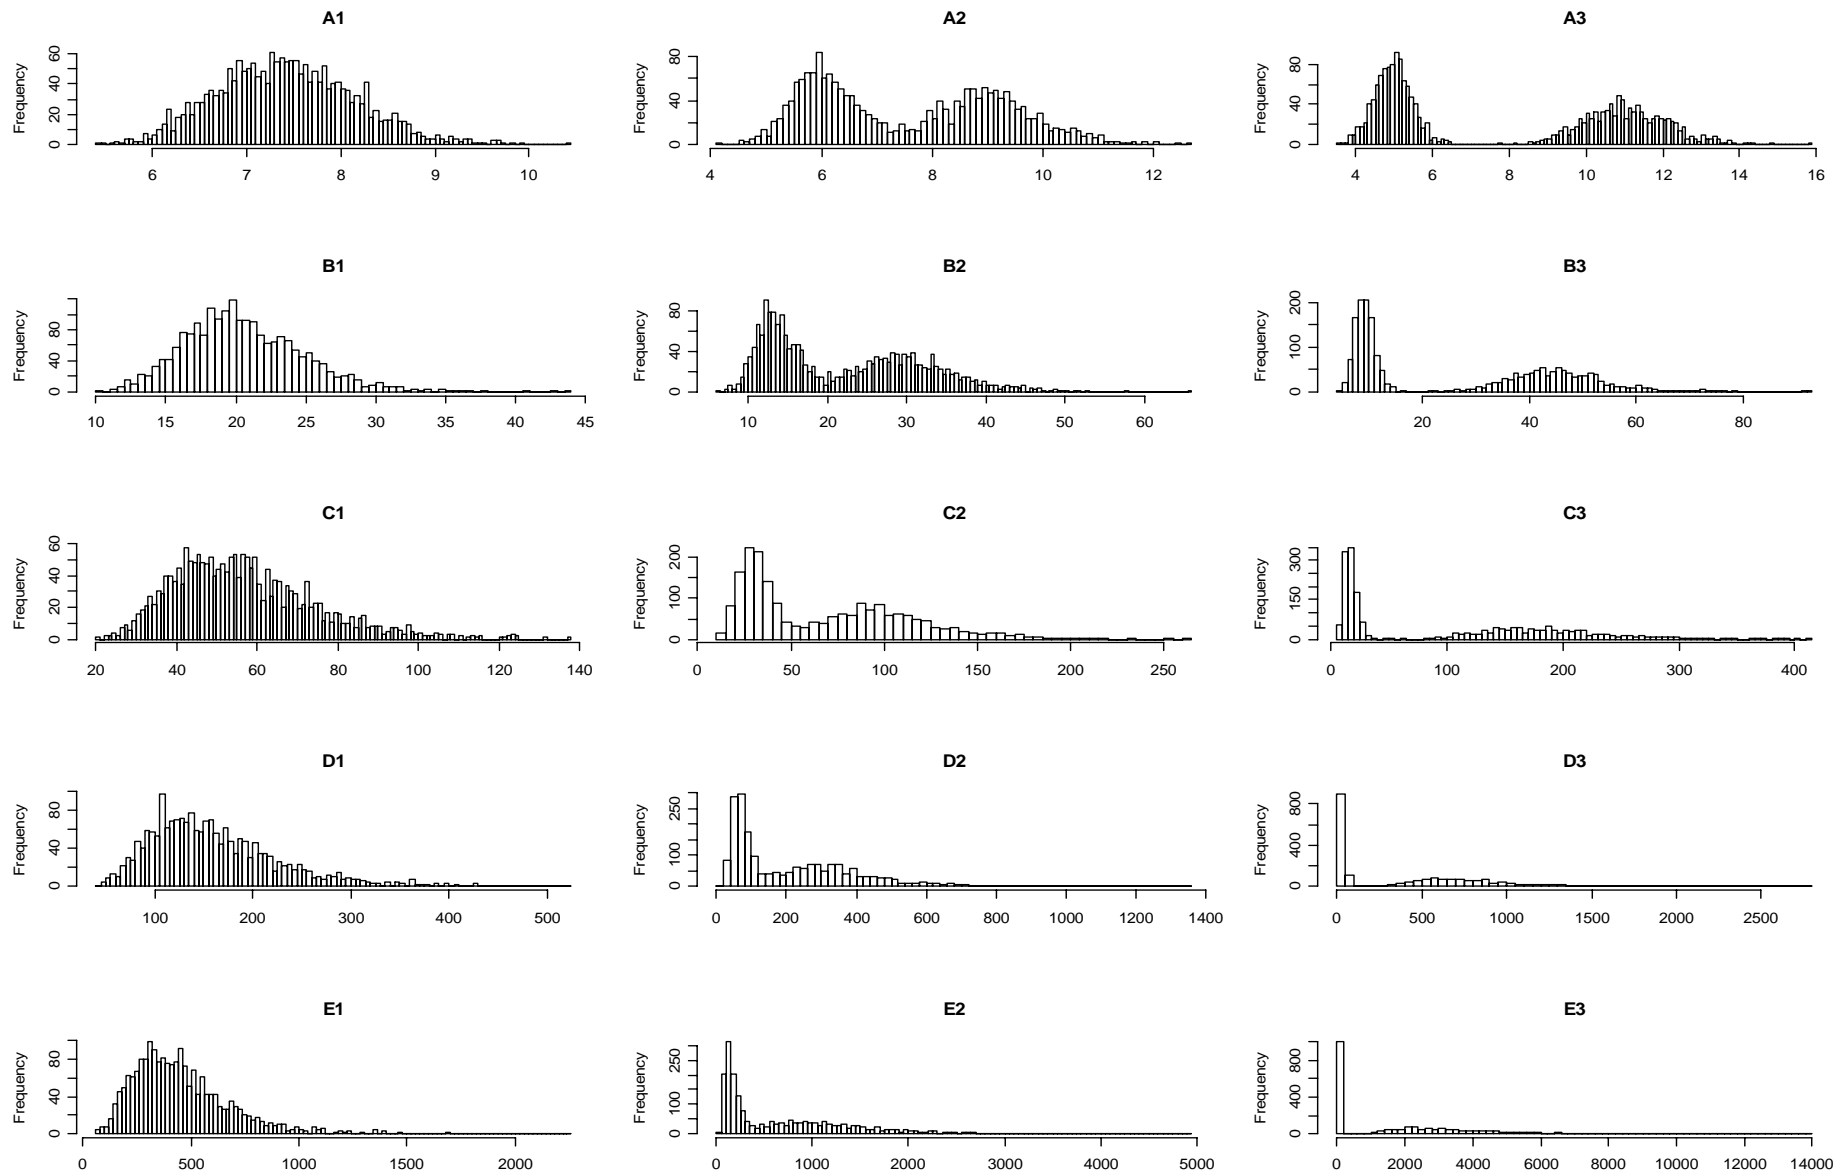 A1
Frequency
0 20 40 60
6 7 8 9 10
A2
Frequency
0 40 80
4 6 8 10 12
A3
Frequency
0 40 80
4 6 8 10 12 14 16
B1
Frequency
0 40 80
10 15 20 25 30 35 40 45
B2
Frequency
0 40 80
10 20 30 40 50 60
B3
Frequency
0 100 200
20 40 60 80
C1
Frequency
0 20 40 60
20 40 60 80 100 120 140
C2
Frequency
0 100 200
0 50 100 150 200 250
C3
Frequency
0 150 300
0 100 200 300 400
D1
Frequency
0 40 80
100 200 300 400 500
D2
Frequency
0 100 250
0 200 400 600 800 1000 1200 1400
D3
Frequency
0 400 800
0 500 1000 1500 2000 2500
E1
Frequency
0 40 80
0 500 1000 1500 2000
E2
Frequency
0 100 250
0 1000 2000 3000 4000 5000
E3
Frequency
0 400 800
0 2000 4000 6000 8000 10000 12000 14000